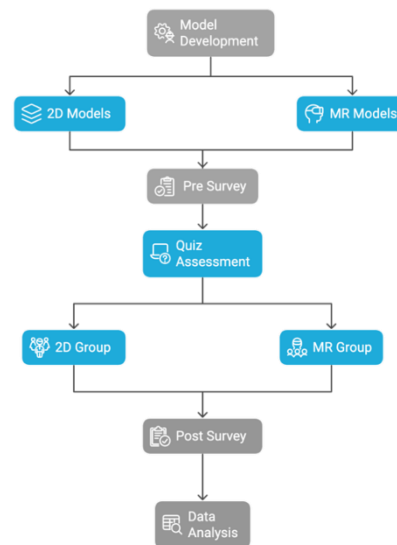 Model
Development
2D Models
MR Models
Pre Survey
Quiz
Assessment
2D Group
MR Group
Post Survey
Data
Analysis